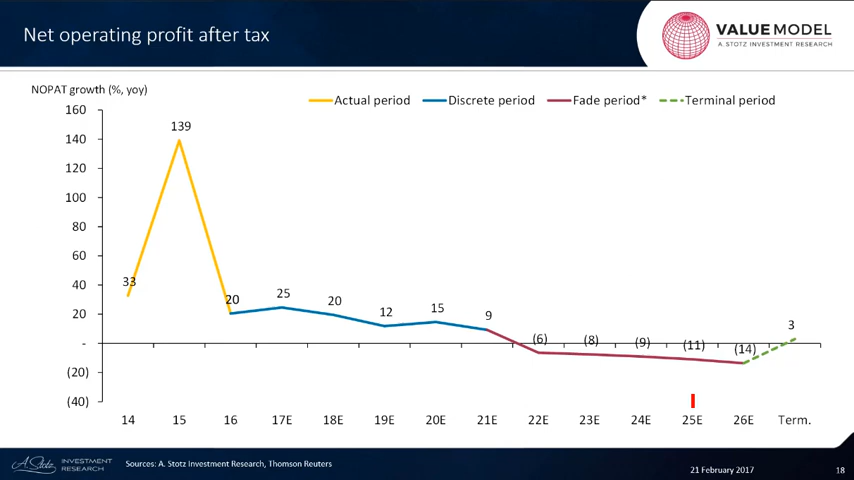 Net operating profit after tax
VALUE MODEL
A. STOTZ INVESTMENT RESEARCH
NOPAT growth (%, yoy)
Actual period
Discrete period
Fade period*
Terminal period
160
140
120
100
80
60
40
20
-
(20)
(40)
33
139
20
25
20
12
15
9
(6)
(8)
(9)
(11)
(14)
3
14
15
16
17E
18E
19E
20E
21E
22E
23E
24E
25E
26E
Term.
A. Stotz
INVESTMENT
RESEARCH
Sources: A. Stotz Investment Research, Thomson Reuters
21 February 2017
18